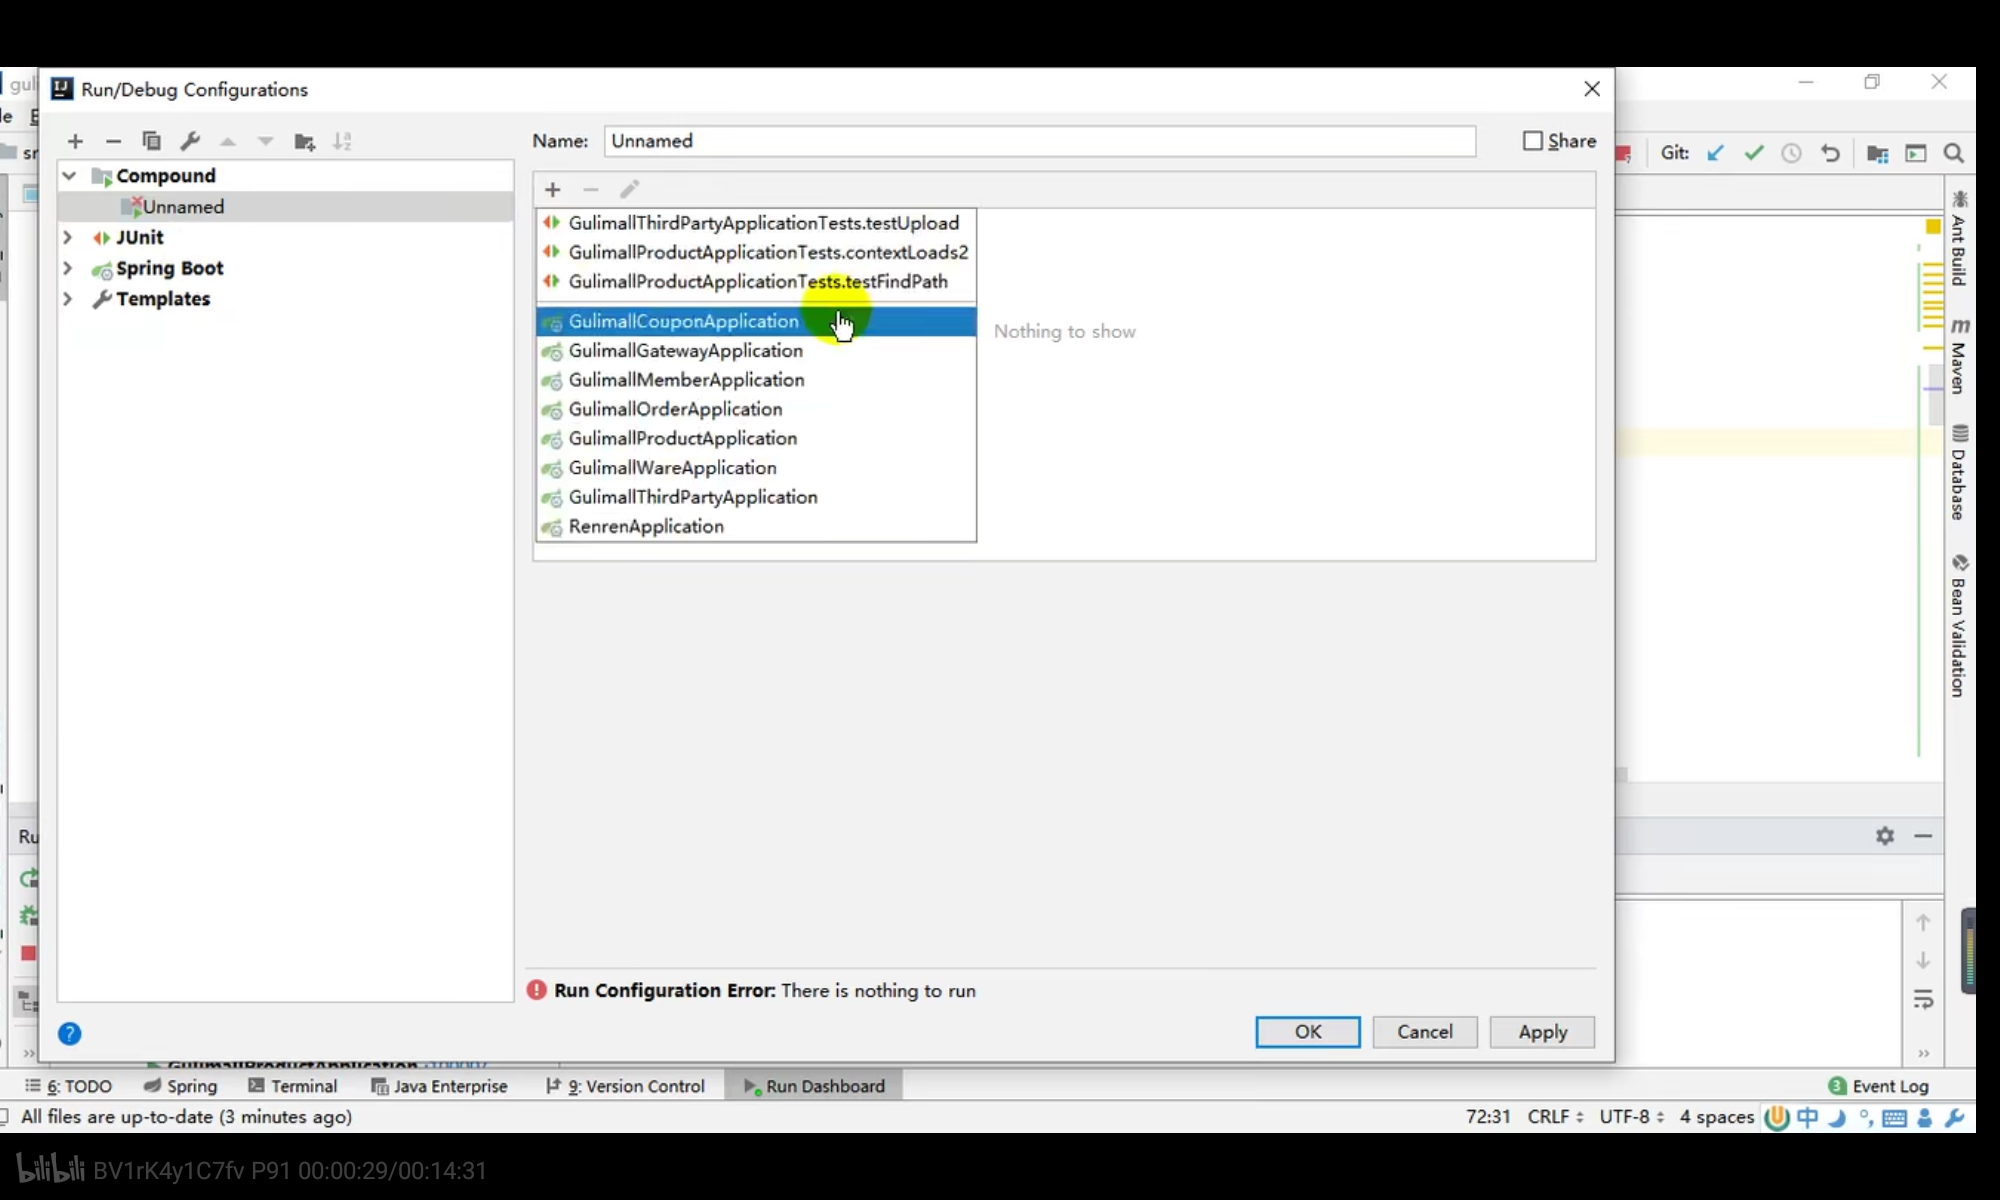 Run/Debug Configurations
Name: Unnamed
Share
Git:
Compound
Unnamed
JUnit
Spring Boot
Templates
GulimallThirdPartyApplicationTests.testUpload
GulimallProductApplicationTests.contextLoads2
GulimallProductApplicationTests.testFindPath
GulimallCouponApplication
GulimallGatewayApplication
GulimallMemberApplication
GulimallOrderApplication
GulimallProductApplication
GulimallWareApplication
GulimallThirdPartyApplication
RenrenApplication
Nothing to show
Ant Build
Maven
Database
Bean Validation
Run Configuration Error: There is nothing to run
OK
Cancel
Apply
6: TODO
Spring
Terminal
Java Enterprise
9: Version Control
Run Dashboard
3 Event Log
All files are up-to-date (3 minutes ago)
72:31 CRLF UTF-8 4 spaces 中
bilibili BV1rK4y1C7fv P91 00:00:29/00:14:31